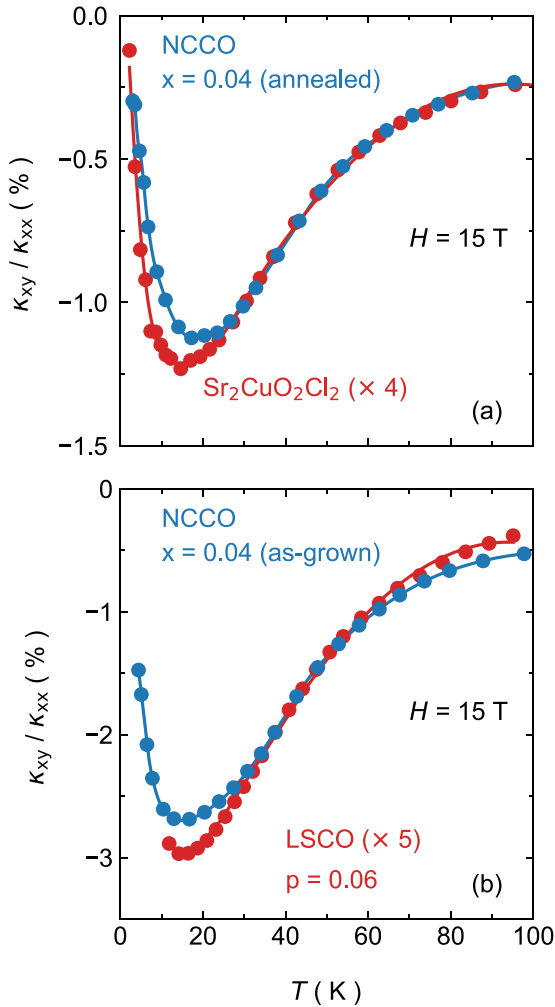 0.0
NCCO
x = 0.04 (annealed)
−0.5
κxy / κxx ( % )
H = 15 T
−1.0
Sr₂CuO₂Cl₂ (× 4)
(a)
−1.5
0
NCCO
x = 0.04 (as-grown)
−1
κxy / κxx ( % )
H = 15 T
−2
LSCO (× 5)
−3
p = 0.06
(b)
0 20 40 60 80 100
T ( K )